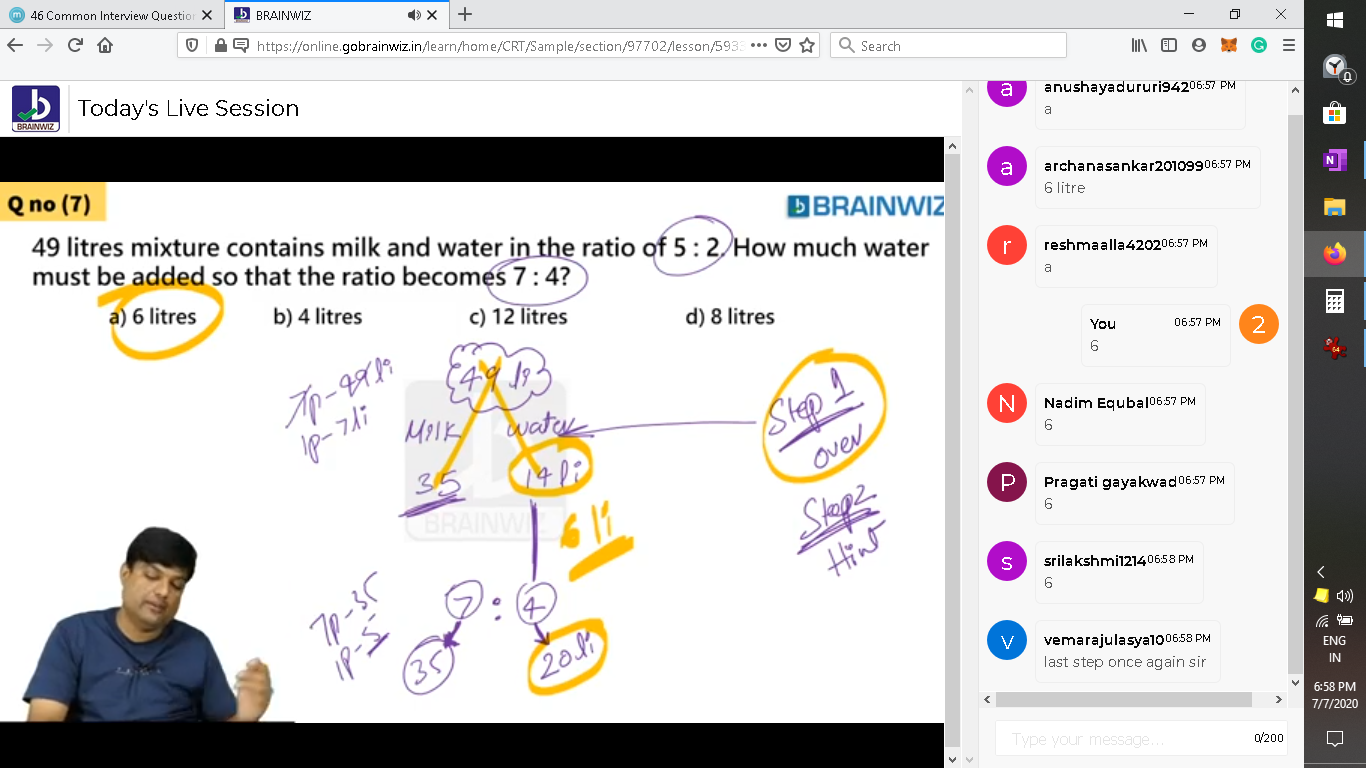 46 Common Interview Question
BRAINWIZ
https://online.gobrainwiz.in/learn/home/CRT/Sample/section/97702/lesson/593
Search
BRAINWIZ
Today's Live Session
Q no (7)
BRAINWIZ
49 litres mixture contains milk and water in the ratio of 5 : 2. How much water
must be added so that the ratio becomes 7 : 4?
a) 6 litres b) 4 litres c) 12 litres d) 8 litres
49 li
7p - 49 li
1p - 7 li
Milk water
35 14 li
BRAINWIZ
6 li
Step 1
over
Step 2
Hint
7 : 4
7p - 35
1p - 5
35 20 li
a
anushayadururi942 06:57 PM
a
a
archanasankar201099 06:57 PM
6 litre
r
reshmaalla4202 06:57 PM
a
You 06:57 PM
6
2
N
Nadim Equbal 06:57 PM
6
P
Pragati gayakwad 06:57 PM
6
s
srilakshmi1214 06:58 PM
6
v
vemarajulasya10 06:58 PM
last step once again sir
Type your message...
0/200
0
N
64
ENG
IN
6:58 PM
7/7/2020